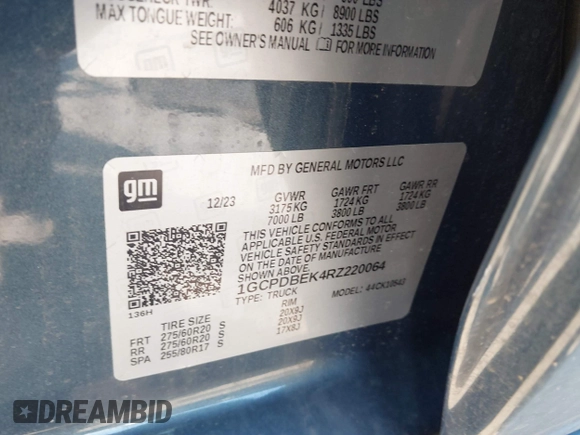 4037 KG/ 8900 LBS
MAX TONGUE WEIGHT: 606 KG/ 1335 LBS
SEE OWNER'S MANUAL FOR MORE INFORMATION
gm
MFD BY GENERAL MOTORS LLC
12/23 GVWR GAWR FRT GAWR RR
3175 KG 1724 KG 1724 KG
7000 LB 3800 LB 3800 LB
THIS VEHICLE CONFORMS TO ALL
APPLICABLE U.S. FEDERAL MOTOR
VEHICLE SAFETY STANDARDS IN EFFECT
ON THE DATE OF MANUFACTURE
SHOWN ABOVE.
1GCPDBEK4RZ220064
TYPE: TRUCK MODEL:
136H
TIRE SIZE RIM
FRT 275/60R20 S 20X9J
RR 275/60R20 S 20X9J
SPA 255/80R17 S 17X8J
DREAMBID